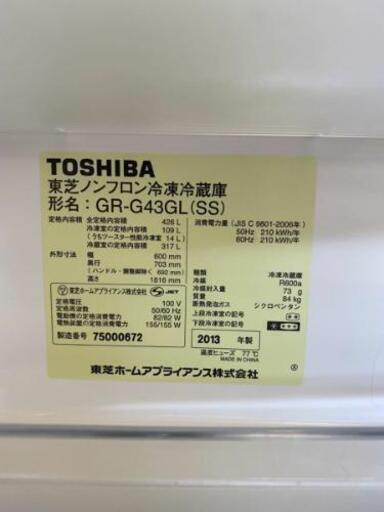 TOSHIBA
東芝ノンフロン冷凍冷蔵庫
形名：GR-G43GL(SS)
定格内容積 全定格内容積 426 L
冷凍室の定格内容積 109 L
(うちツースター性能冷凍室 14 L)
冷蔵室の定格内容積 317 L
外形寸法 幅 600 mm
奥行 703 mm
(ハンドル・調整脚除く 692 mm)
高さ 1816 mm
東芝ホームアプライアンス株式会社 JET
定格電圧 100 V
定格周波数 50/60 Hz
電動機の定格消費電力 82/82 W
電熱装置の定格消費電力 155/155 W
製造番号 75000672
消費電力量(JIS C 9801-2006年)
50Hz 210 kWh/年
60Hz 210 kWh/年
種類 冷凍冷蔵庫
冷媒 R600a
冷媒封入量 73 g
製品質量 84 kg
断熱発泡ガス シクロペンタン
上段冷凍室の記号
下段冷凍室の記号
2013 年製
温度ヒューズ 77℃
MADE IN CHINA
東芝ホームアプライアンス株式会社